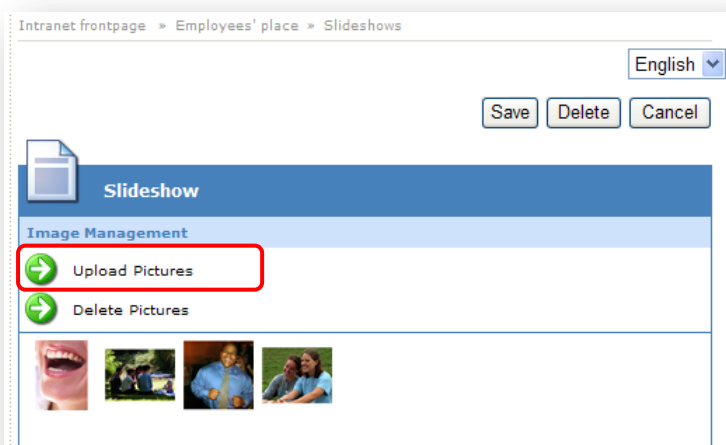 Intranet frontpage » Employees' place » Slideshows
English
Save Delete Cancel
Slideshow
Image Management
Upload Pictures
Delete Pictures